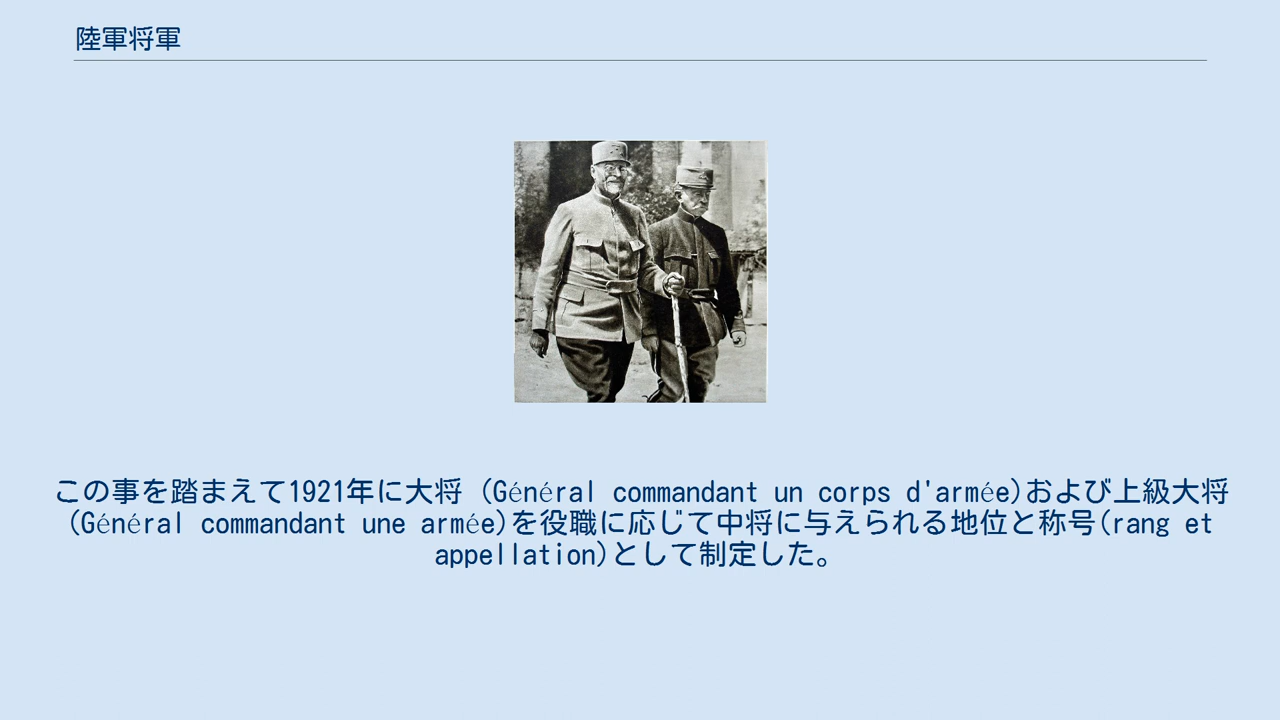 陸軍将軍
この事を踏まえて1921年に大将 (Général commandant un corps d'armée)および上級大将
(Général commandant une armée)を役職に応じて中将に与えられる地位と称号(rang et
appellation)として制定した。